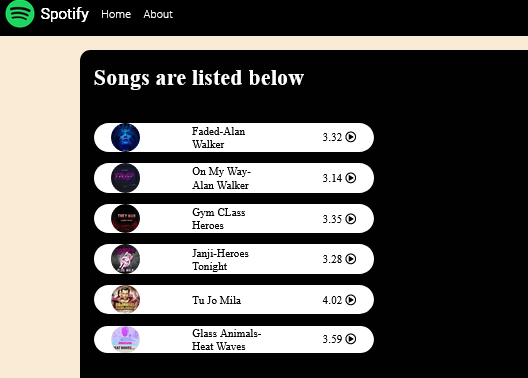 Spotify Home About
Songs are listed below
Faded-Alan
Walker
3.32
On My Way-
Alan Walker
3.14
Gym CLass
Heroes
3.35
Janji-Heroes
Tonight
3.28
Tu Jo Mila
4.02
Glass Animals-
Heat Waves
3.59